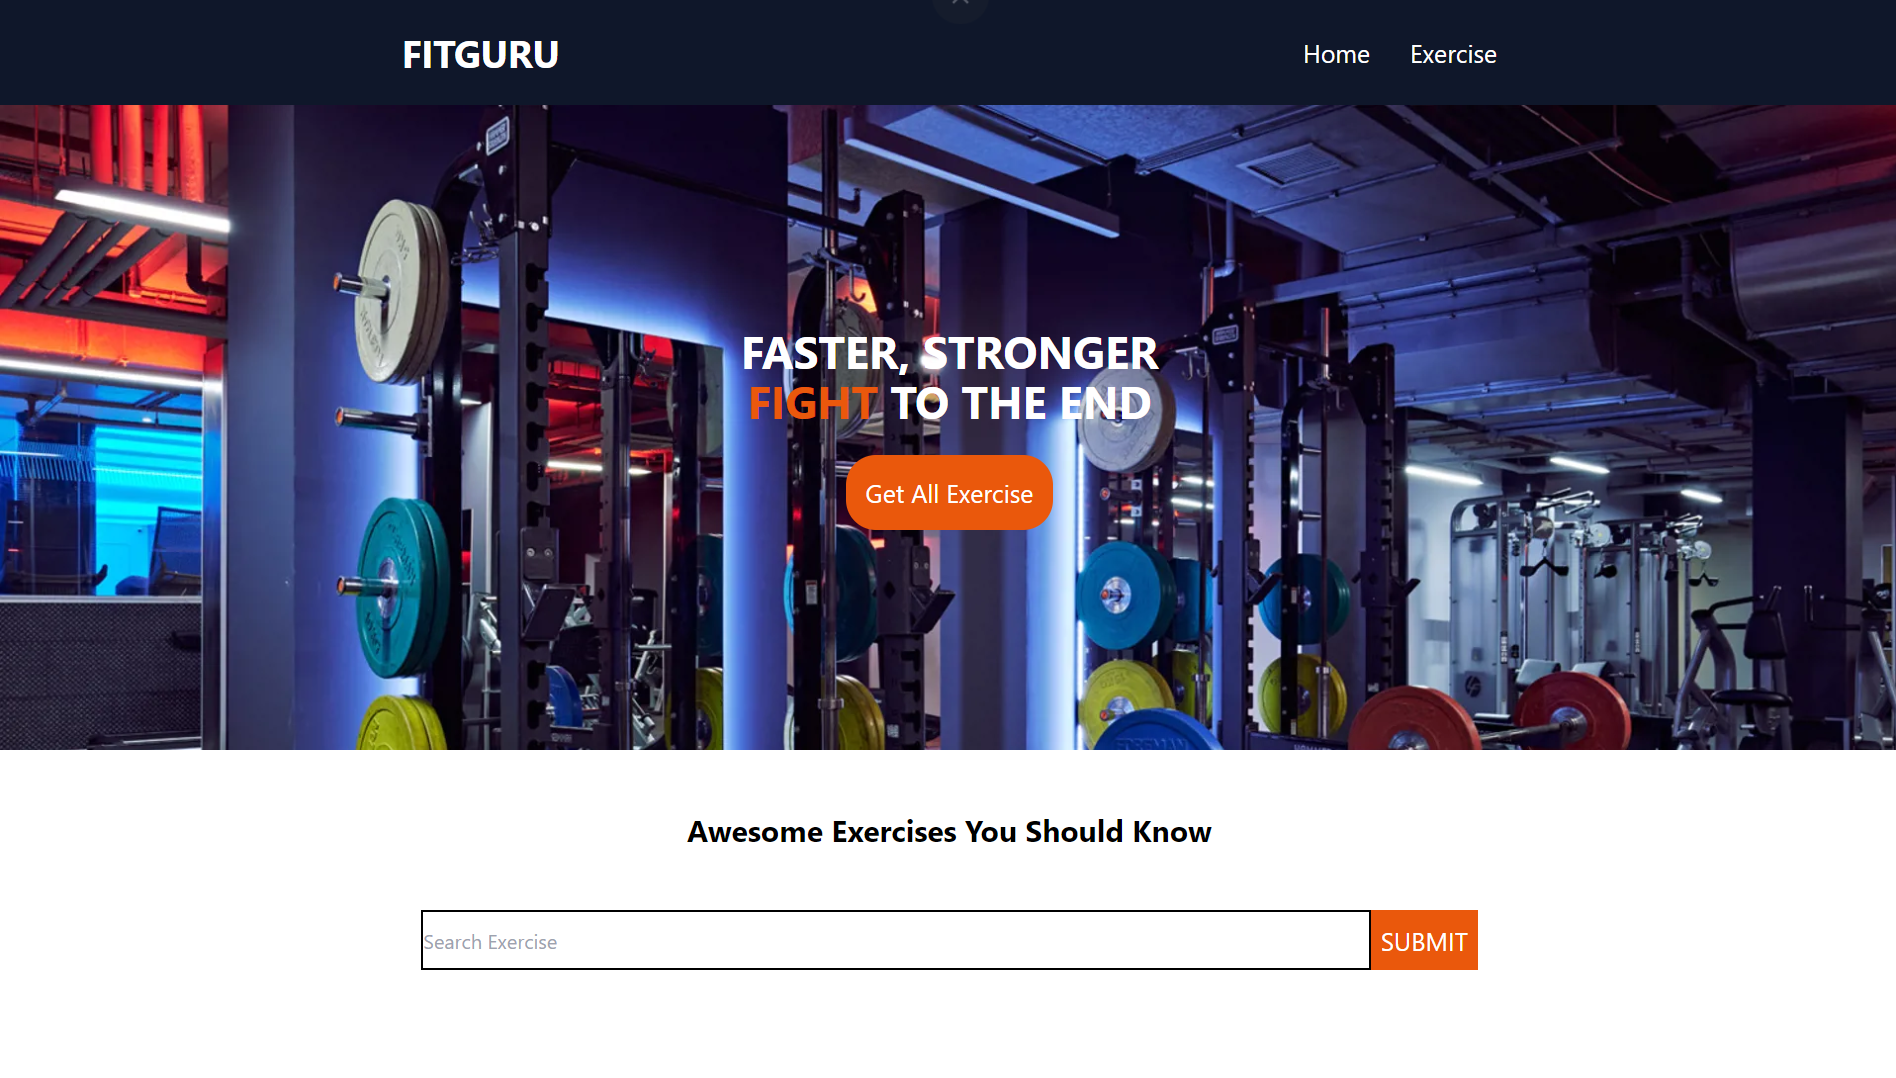 FITGURU
Home
Exercise
FASTER, STRONGER
FIGHT TO THE END
Get All Exercise
Awesome Exercises You Should Know
Search Exercise
SUBMIT